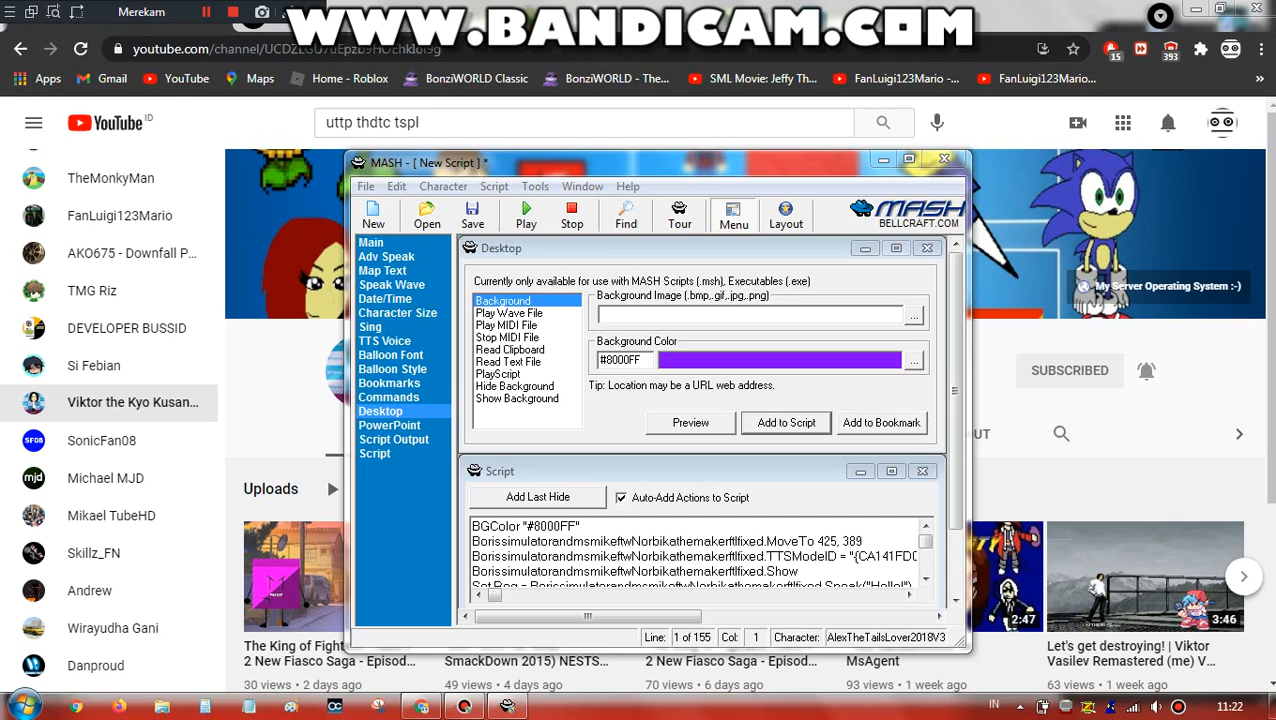 Merekam
WWW.BANDICAM.COM
Apps
Gmail
YouTube
Maps
Home - Roblox
BonziWORLD Classic
BonziWORLD - The...
SML Movie: Jeffy Th...
FanLuigi123Mario -...
FanLuigi123Mario...
»
15
393
YouTube ID
uttp thdtc tspl
TheMonkyMan
FanLuigi123Mario
AKO675 - Downfall P...
TMG Riz
DEVELOPER BUSSID
Si Febian
Viktor the Kyo Kusan...
SonicFan08
Michael MJD
Mikael TubeHD
Skillz_FN
Andrew
Wirayudha Gani
Danproud
My Server Operating System :-)
SUBSCRIBED
UT
Uploads
MASH - [ New Script ] *
File Edit Character Script Tools Window Help
New Open Save Play Stop Find Tour Menu Layout
MASH
BELLCRAFT.COM
Main
Adv Speak
Map Text
Speak Wave
Date/Time
Character Size
Sing
TTS Voice
Balloon Font
Balloon Style
Bookmarks
Commands
Desktop
PowerPoint
Script Output
Script
Desktop
Currently only available for use with MASH Scripts (.msh), Executables (.exe)
Background
Play Wave File
Play MIDI File
Stop MIDI File
Read Clipboard
Read Text File
PlayScript
Hide Background
Show Background
Background Image (.bmp,.gif,.jpg,.png)
...
Background Color
#8000FF
...
Tip: Location may be a URL web address.
Preview
Add to Script
Add to Bookmark
Script
Add Last Hide
Auto-Add Actions to Script
BGColor "#8000FF"
BorissimulatorandmsmikeftwNorbikathemakerftlfixed.MoveTo 425, 389
BorissimulatorandmsmikeftwNorbikathemakerftlfixed.TTSModeID = "{CA141FD0
BorissimulatorandmsmikeftwNorbikathemakerftlfixed.Show
Set Req = BorissimulatorandmsmikeftwNorbikathemakerftlfixed.Speak("Hello!")
Line: 1 of 155 Col: 1 Character: AlexTheTailsLover2018V3
The King of Fight
2 New Fiasco Saga - Episod...
30 views • 2 days ago
SmackDown 2015) NESTS...
49 views • 4 days ago
2 New Fiasco Saga - Episod...
70 views • 6 days ago
MsAgent
93 views • 1 week ago
2:47
3:46
Let's get destroying! | Viktor
Vasilev Remastered (me) V...
63 views • 1 week ago
IN
11:22